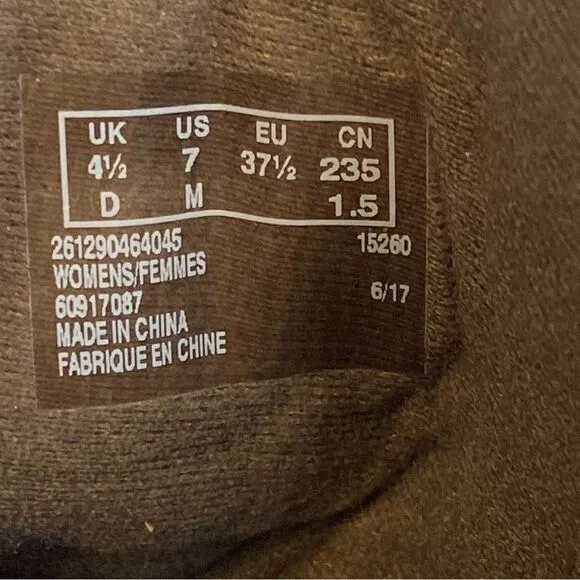 UK US EU CN
4½ 7 37½ 235
D M 1.5
261290464045 15260
WOMENS/FEMMES
60917087 6/17
MADE IN CHINA
FABRIQUE EN CHINE